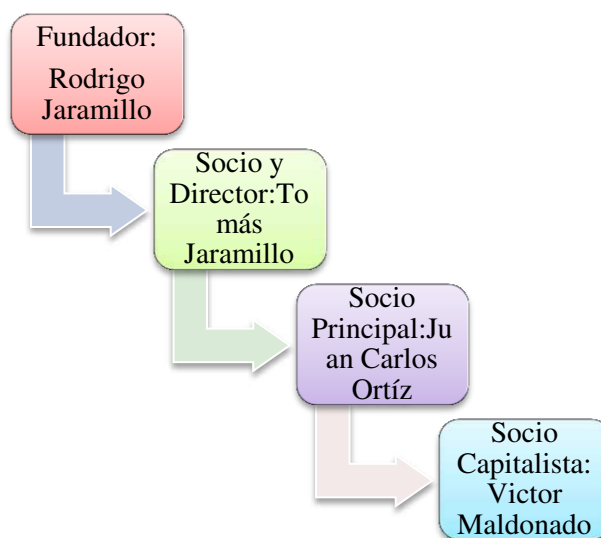 Fundador:
Rodrigo
Jaramillo
Socio y
Director:To
más
Jaramillo
Socio
Principal:Ju
an Carlos
Ortíz
Socio
Capitalista:
Victor
Maldonado